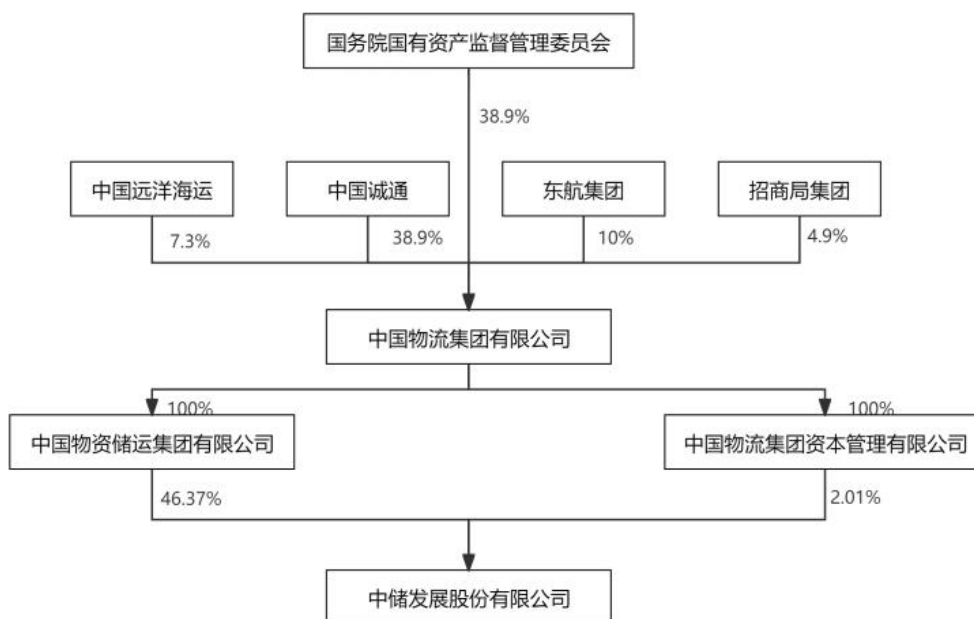 国务院国有资产监督管理委员会
38.9%
中国远洋海运
中国诚通
东航集团
招商局集团
7.3%
38.9%
10%
4.9%
中国物流集团有限公司
100%
100%
中国物资储运集团有限公司
中国物流集团资本管理有限公司
46.37%
2.01%
中储发展股份有限公司